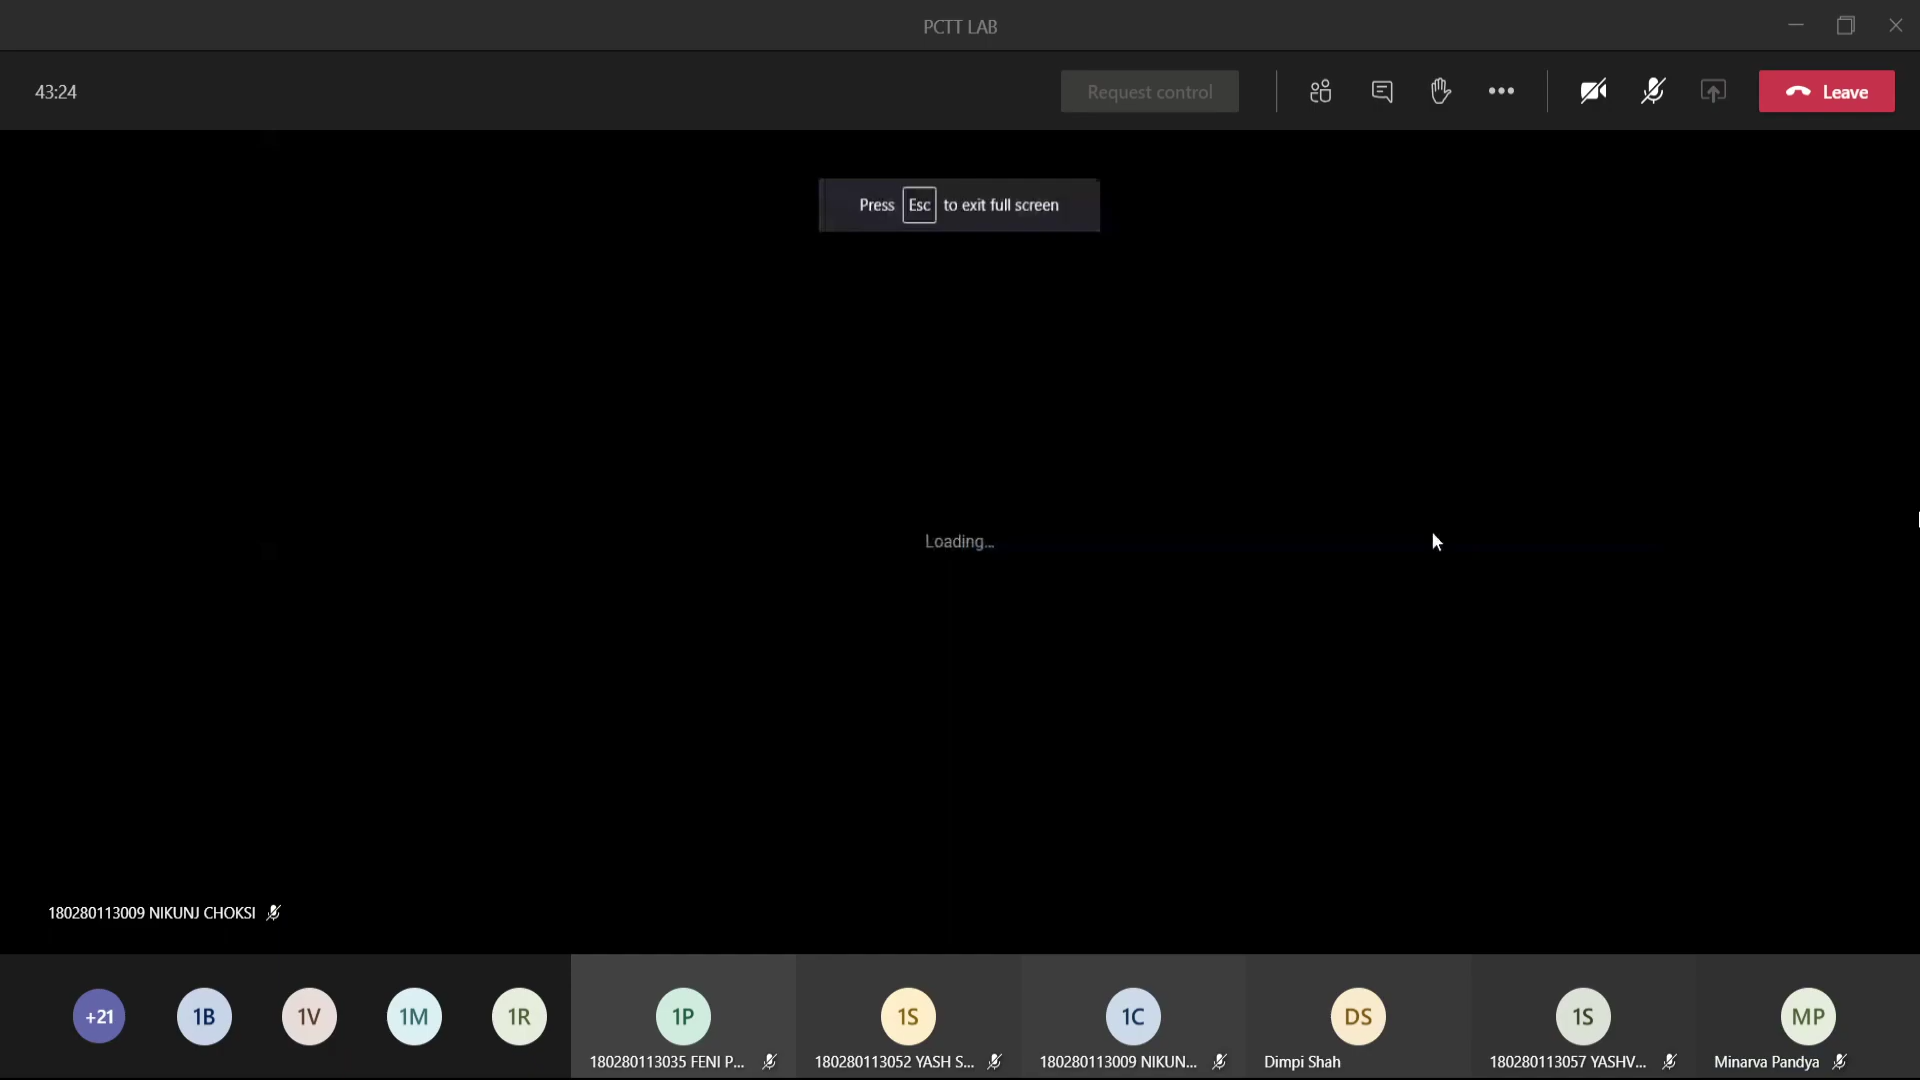 PCTT LAB
43:24
Request control
Leave
Press Esc to exit full screen
Loading...
180280113009 NIKUNJ CHOKSI
+21
1B
1V
1M
1R
1P
1S
1C
DS
1S
MP
180280113035 FENI P...
180280113052 YASH S...
180280113009 NIKUN...
Dimpi Shah
180280113057 YASHV...
Minarva Pandya